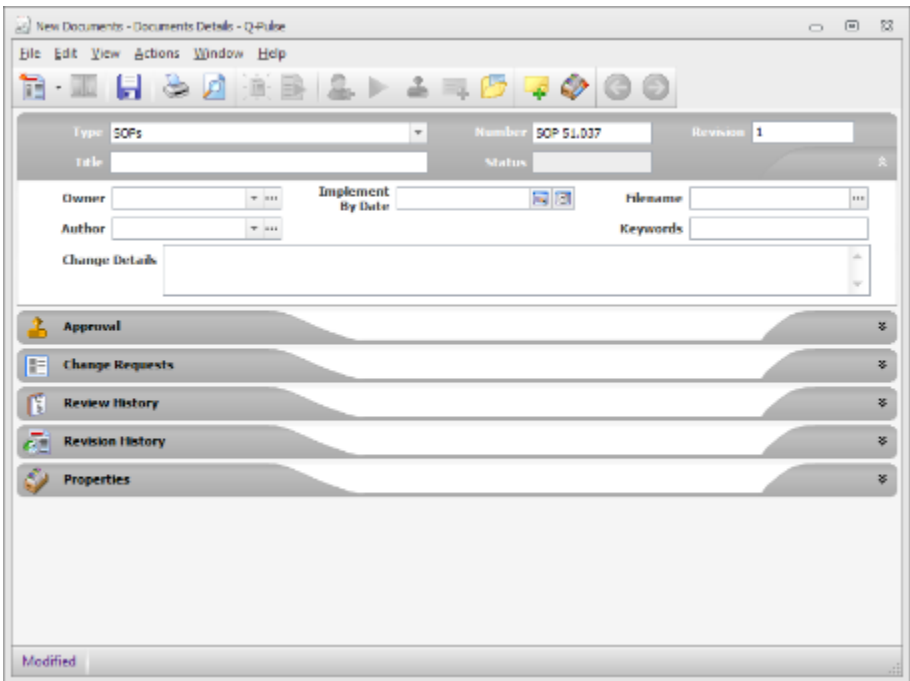 New Documents - Documents Details - Q-Pulse
File Edit View Actions Window Help
Type SOPs Number SOP 51.037 Revision 1
Title Status
Owner Implement By Date Filename
Author Keywords
Change Details
Approval
Change Requests
Review History
Revision History
Properties
Modified